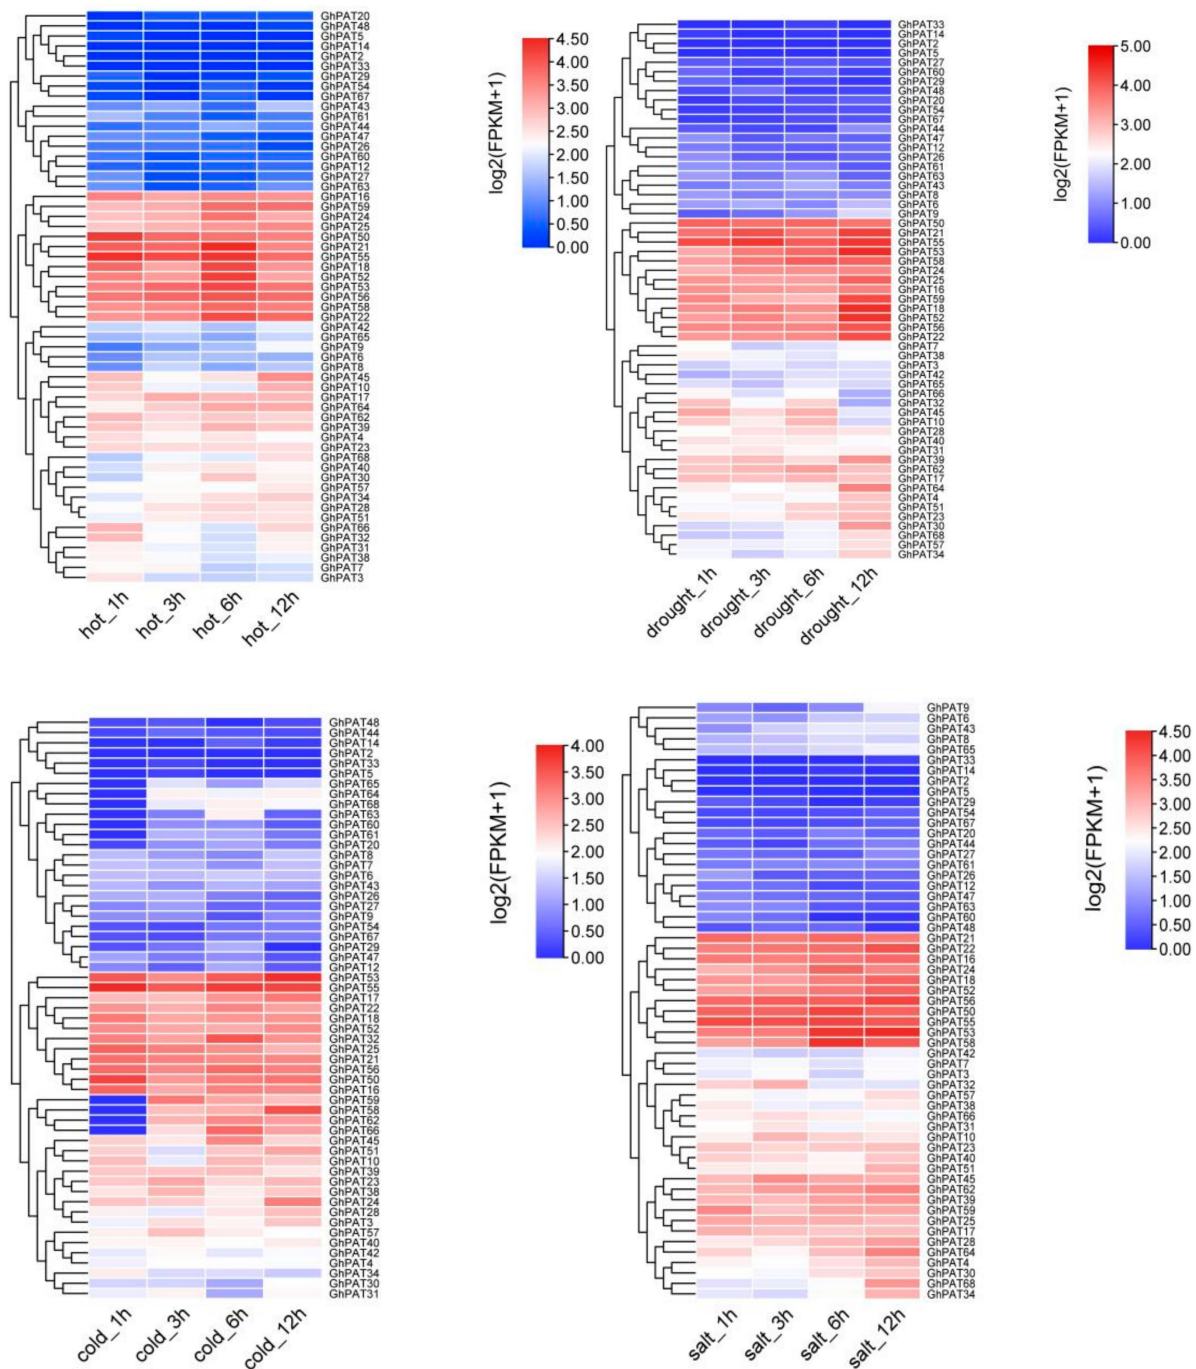 GhPAT20
GhPAT48
GhPAT5
GhPAT14
GhPAT2
GhPAT33
GhPAT29
GhPAT54
GhPAT67
GhPAT43
GhPAT61
GhPAT44
GhPAT47
GhPAT26
GhPAT60
GhPAT12
GhPAT27
GhPAT63
GhPAT16
GhPAT59
GhPAT24
GhPAT25
GhPAT50
GhPAT21
GhPAT55
GhPAT18
GhPAT52
GhPAT53
GhPAT56
GhPAT58
GhPAT22
GhPAT42
GhPAT65
GhPAT9
GhPAT6
GhPAT8
GhPAT45
GhPAT10
GhPAT17
GhPAT64
GhPAT62
GhPAT39
GhPAT4
GhPAT23
GhPAT68
GhPAT40
GhPAT30
GhPAT57
GhPAT34
GhPAT28
GhPAT51
GhPAT66
GhPAT32
GhPAT31
GhPAT38
GhPAT7
GhPAT3
hot_1h hot_3h hot_6h hot_12h
log2(FPKM+1)
4.50
4.00
3.50
3.00
2.50
2.00
1.50
1.00
0.50
0.00
GhPAT33
GhPAT14
GhPAT2
GhPAT5
GhPAT27
GhPAT60
GhPAT29
GhPAT48
GhPAT20
GhPAT54
GhPAT67
GhPAT44
GhPAT47
GhPAT12
GhPAT26
GhPAT61
GhPAT63
GhPAT43
GhPAT8
GhPAT6
GhPAT9
GhPAT50
GhPAT21
GhPAT55
GhPAT53
GhPAT58
GhPAT24
GhPAT25
GhPAT16
GhPAT59
GhPAT18
GhPAT52
GhPAT56
GhPAT22
GhPAT7
GhPAT38
GhPAT3
GhPAT42
GhPAT65
GhPAT66
GhPAT32
GhPAT45
GhPAT10
GhPAT28
GhPAT40
GhPAT31
GhPAT39
GhPAT62
GhPAT17
GhPAT64
GhPAT4
GhPAT51
GhPAT23
GhPAT30
GhPAT68
GhPAT57
GhPAT34
drought_1h drought_3h drought_6h drought_12h
log2(FPKM+1)
5.00
4.00
3.00
2.00
1.00
0.00
GhPAT48
GhPAT44
GhPAT14
GhPAT2
GhPAT33
GhPAT5
GhPAT65
GhPAT64
GhPAT68
GhPAT63
GhPAT60
GhPAT61
GhPAT20
GhPAT8
GhPAT7
GhPAT6
GhPAT43
GhPAT26
GhPAT27
GhPAT9
GhPAT54
GhPAT67
GhPAT29
GhPAT47
GhPAT12
GhPAT53
GhPAT55
GhPAT17
GhPAT22
GhPAT18
GhPAT52
GhPAT32
GhPAT25
GhPAT21
GhPAT56
GhPAT50
GhPAT16
GhPAT59
GhPAT58
GhPAT62
GhPAT66
GhPAT45
GhPAT51
GhPAT10
GhPAT39
GhPAT23
GhPAT38
GhPAT24
GhPAT28
GhPAT3
GhPAT57
GhPAT40
GhPAT42
GhPAT4
GhPAT34
GhPAT30
GhPAT31
cold_1h cold_3h cold_6h cold_12h
log2(FPKM+1)
4.00
3.50
3.00
2.50
2.00
1.50
1.00
0.50
0.00
GhPAT9
GhPAT6
GhPAT43
GhPAT8
GhPAT65
GhPAT33
GhPAT14
GhPAT2
GhPAT5
GhPAT29
GhPAT54
GhPAT67
GhPAT20
GhPAT44
GhPAT27
GhPAT61
GhPAT26
GhPAT12
GhPAT47
GhPAT63
GhPAT60
GhPAT48
GhPAT21
GhPAT22
GhPAT16
GhPAT24
GhPAT18
GhPAT52
GhPAT56
GhPAT50
GhPAT55
GhPAT53
GhPAT58
GhPAT42
GhPAT7
GhPAT3
GhPAT32
GhPAT57
GhPAT38
GhPAT66
GhPAT31
GhPAT10
GhPAT23
GhPAT40
GhPAT51
GhPAT45
GhPAT62
GhPAT39
GhPAT59
GhPAT25
GhPAT17
GhPAT28
GhPAT64
GhPAT4
GhPAT30
GhPAT68
GhPAT34
salt_1h salt_3h salt_6h salt_12h
log2(FPKM+1)
4.50
4.00
3.50
3.00
2.50
2.00
1.50
1.00
0.50
0.00